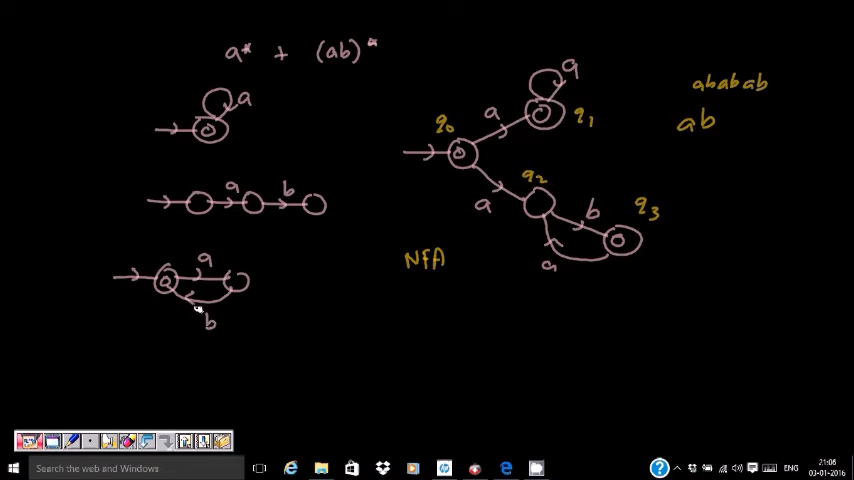 a* + (ab)*
a
a b
a
b
a
a
q0
q1
q2
a
b
q3
a
NFA
ababab
ab
Search the web and Windows
ENG
21:06
03-01-2016